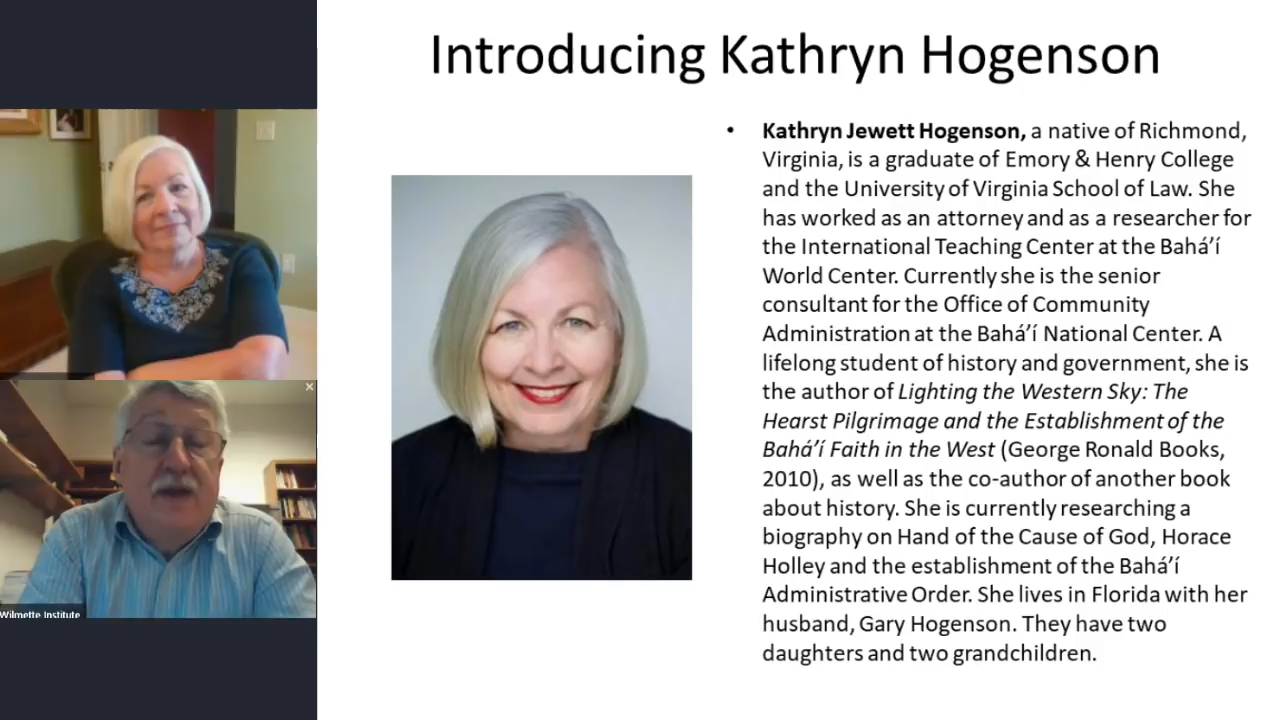 Introducing Kathryn Hogenson
• Kathryn Jewett Hogenson, a native of Richmond,
Virginia, is a graduate of Emory & Henry College
and the University of Virginia School of Law. She
has worked as an attorney and as a researcher for
the International Teaching Center at the Bahá’í
World Center. Currently she is the senior
consultant for the Office of Community
Administration at the Bahá’í National Center. A
lifelong student of history and government, she is
the author of Lighting the Western Sky: The
Hearst Pilgrimage and the Establishment of the
Bahá’í Faith in the West (George Ronald Books,
2010), as well as the co-author of another book
about history. She is currently researching a
biography on Hand of the Cause of God, Horace
Holley and the establishment of the Bahá’í
Administrative Order. She lives in Florida with her
husband, Gary Hogenson. They have two
daughters and two grandchildren.
Wilmette Institute